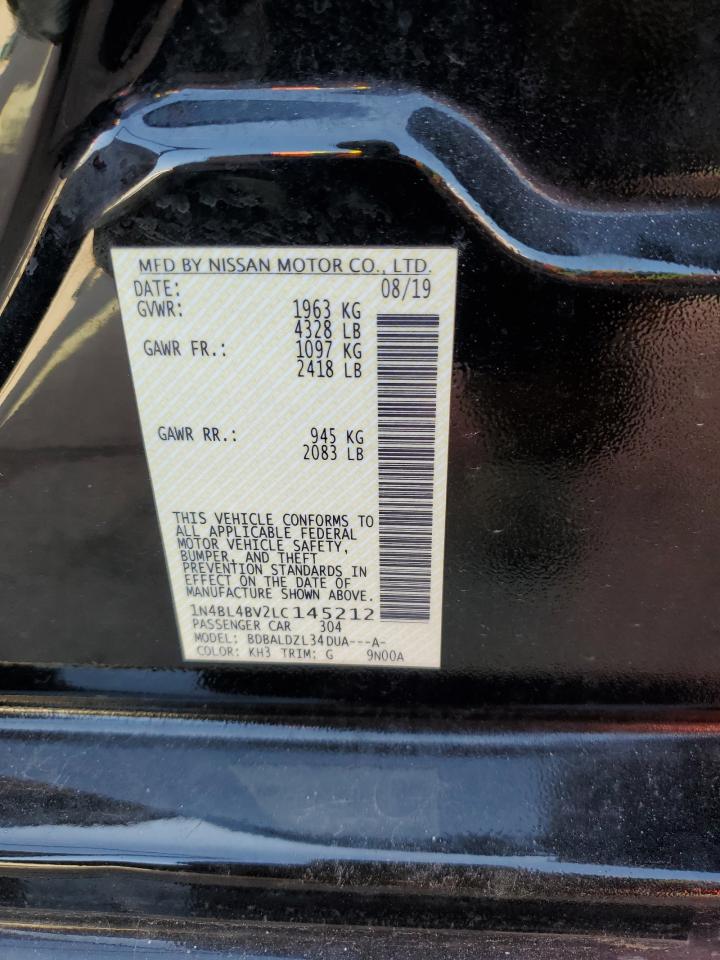 MFD BY NISSAN MOTOR CO., LTD.
DATE: 08/19
GVWR: 1963 KG
4328 LB
GAWR FR.: 1097 KG
2418 LB
GAWR RR.: 945 KG
2083 LB
THIS VEHICLE CONFORMS TO
ALL APPLICABLE FEDERAL
MOTOR VEHICLE SAFETY,
BUMPER, AND THEFT
PREVENTION STANDARDS IN
EFFECT ON THE DATE OF
MANUFACTURE SHOWN ABOVE.
1N4BL4BV2LC145212
PASSENGER CAR 304
MODEL: BDBALDZL34DUA---A-
COLOR: KH3 TRIM: G 9N00A